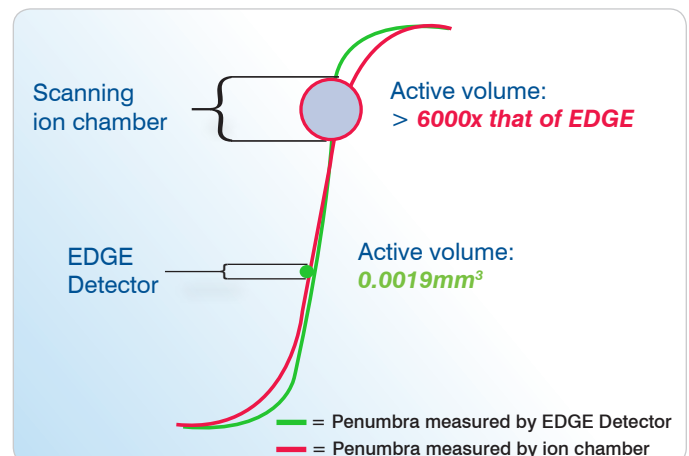 Scanning
ion chamber
Active volume:
> 6000x that of EDGE
EDGE
Detector
Active volume:
0.0019mm³
= Penumbra measured by EDGE Detector
= Penumbra measured by ion chamber